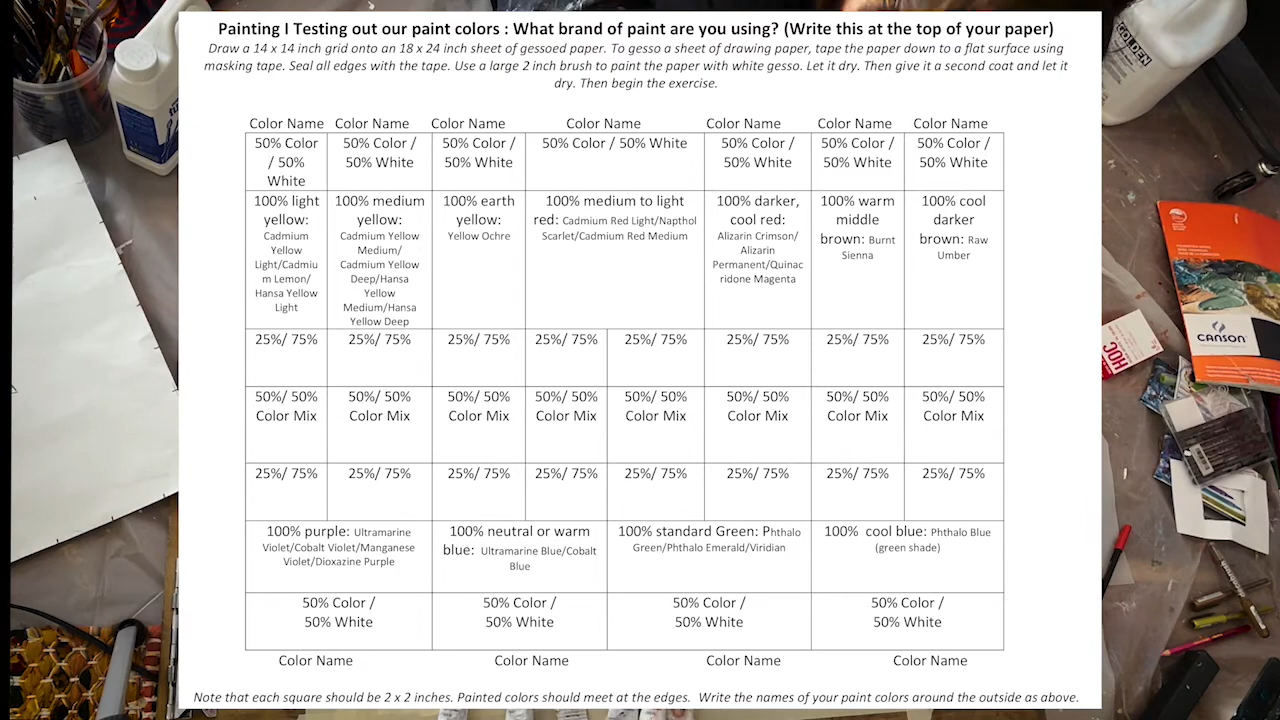 Painting I Testing out our paint colors : What brand of paint are you using? (Write this at the top of your paper)
Draw a 14 x 14 inch grid onto an 18 x 24 inch sheet of gessoed paper. To gesso a sheet of drawing paper, tape the paper down to a flat surface using
masking tape. Seal all edges with the tape. Use a large 2 inch brush to paint the paper with white gesso. Let it dry. Then give it a second coat and let it
dry. Then begin the exercise.
Color Name Color Name Color Name Color Name Color Name Color Name Color Name
50% Color
/ 50%
White
50% Color /
50% White
50% Color /
50% White
50% Color / 50% White
50% Color /
50% White
50% Color /
50% White
50% Color /
50% White
100% light
yellow:
Cadmium
Yellow
Light/Cadmiu
m Lemon/
Hansa Yellow
Light
100% medium
yellow:
Cadmium Yellow
Medium/
Cadmium Yellow
Deep/Hansa
Yellow
Medium/Hansa
Yellow Deep
100% earth
yellow:
Yellow Ochre
100% medium to light
red: Cadmium Red Light/Napthol
Scarlet/Cadmium Red Medium
100% darker,
cool red:
Alizarin Crimson/
Alizarin
Permanent/Quinac
ridone Magenta
100% warm
middle
brown: Burnt
Sienna
100% cool
darker
brown: Raw
Umber
25%/ 75% 25%/ 75% 25%/ 75% 25%/ 75% 25%/ 75% 25%/ 75% 25%/ 75% 25%/ 75%
50%/ 50%
Color Mix
50%/ 50%
Color Mix
50%/ 50%
Color Mix
50%/ 50%
Color Mix
50%/ 50%
Color Mix
50%/ 50%
Color Mix
50%/ 50%
Color Mix
50%/ 50%
Color Mix
25%/ 75% 25%/ 75% 25%/ 75% 25%/ 75% 25%/ 75% 25%/ 75% 25%/ 75% 25%/ 75%
100% purple: Ultramarine
Violet/Cobalt Violet/Manganese
Violet/Dioxazine Purple
100% neutral or warm
blue: Ultramarine Blue/Cobalt
Blue
100% standard Green: Phthalo
Green/Phthalo Emerald/Viridian
100% cool blue: Phthalo Blue
(green shade)
50% Color /
50% White
50% Color /
50% White
50% Color /
50% White
50% Color /
50% White
Color Name Color Name Color Name Color Name
Note that each square should be 2 x 2 inches. Painted colors should meet at the edges. Write the names of your paint colors around the outside as above.
GOLDEN
CANSON
HOC